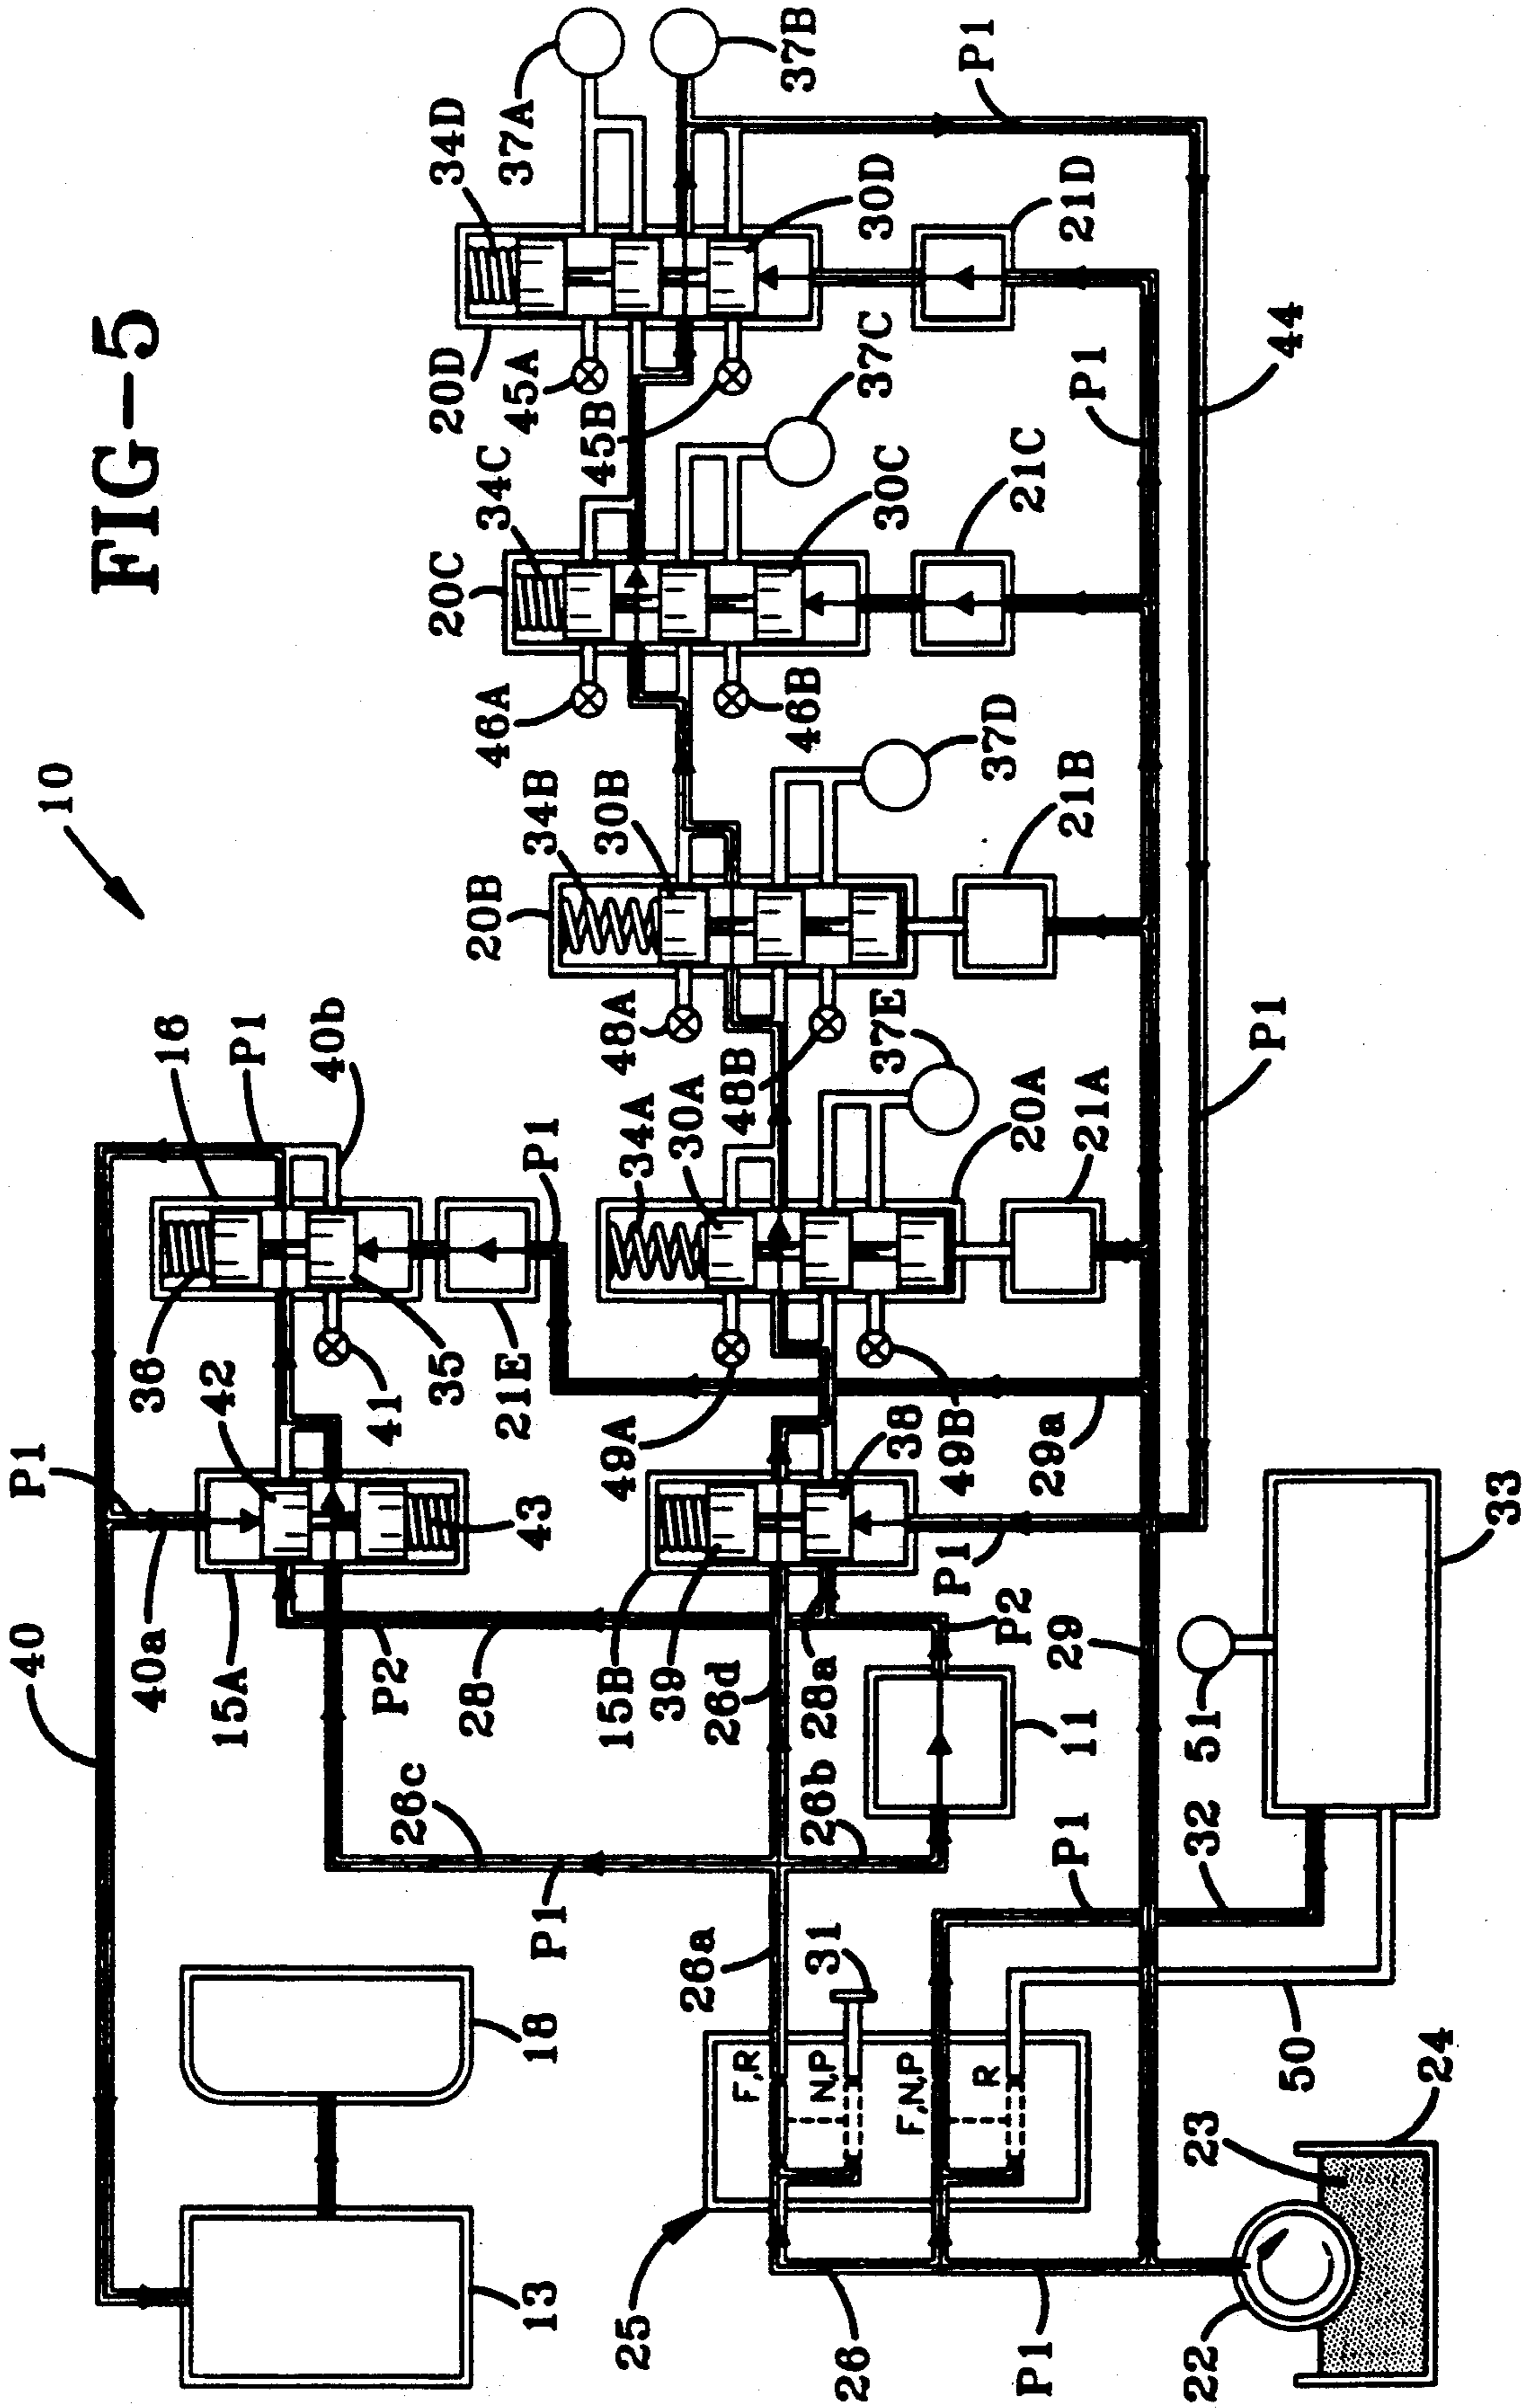 FIG-5
10
40
P1
40a
15A
36
16
P1
40b
42
41
35
21E
43
P1
P2
28
26c
P1
13
18
20B
48A
34B
30B
20C
46A
34C
20D
45A
34D
37A
45B
49A
34A
30A
48B
15B
39
26d
28a
26b
26a
31
F,R
N,P
F,N,P
R
25
26
P1
46B
37B
37C
30C
30D
37E
37D
38
49B
29a
20A
21A
21B
21C
21D
P1
P2
11
29
P1
P1
P1
22
23
24
50
32
P1
51
33
P1
44